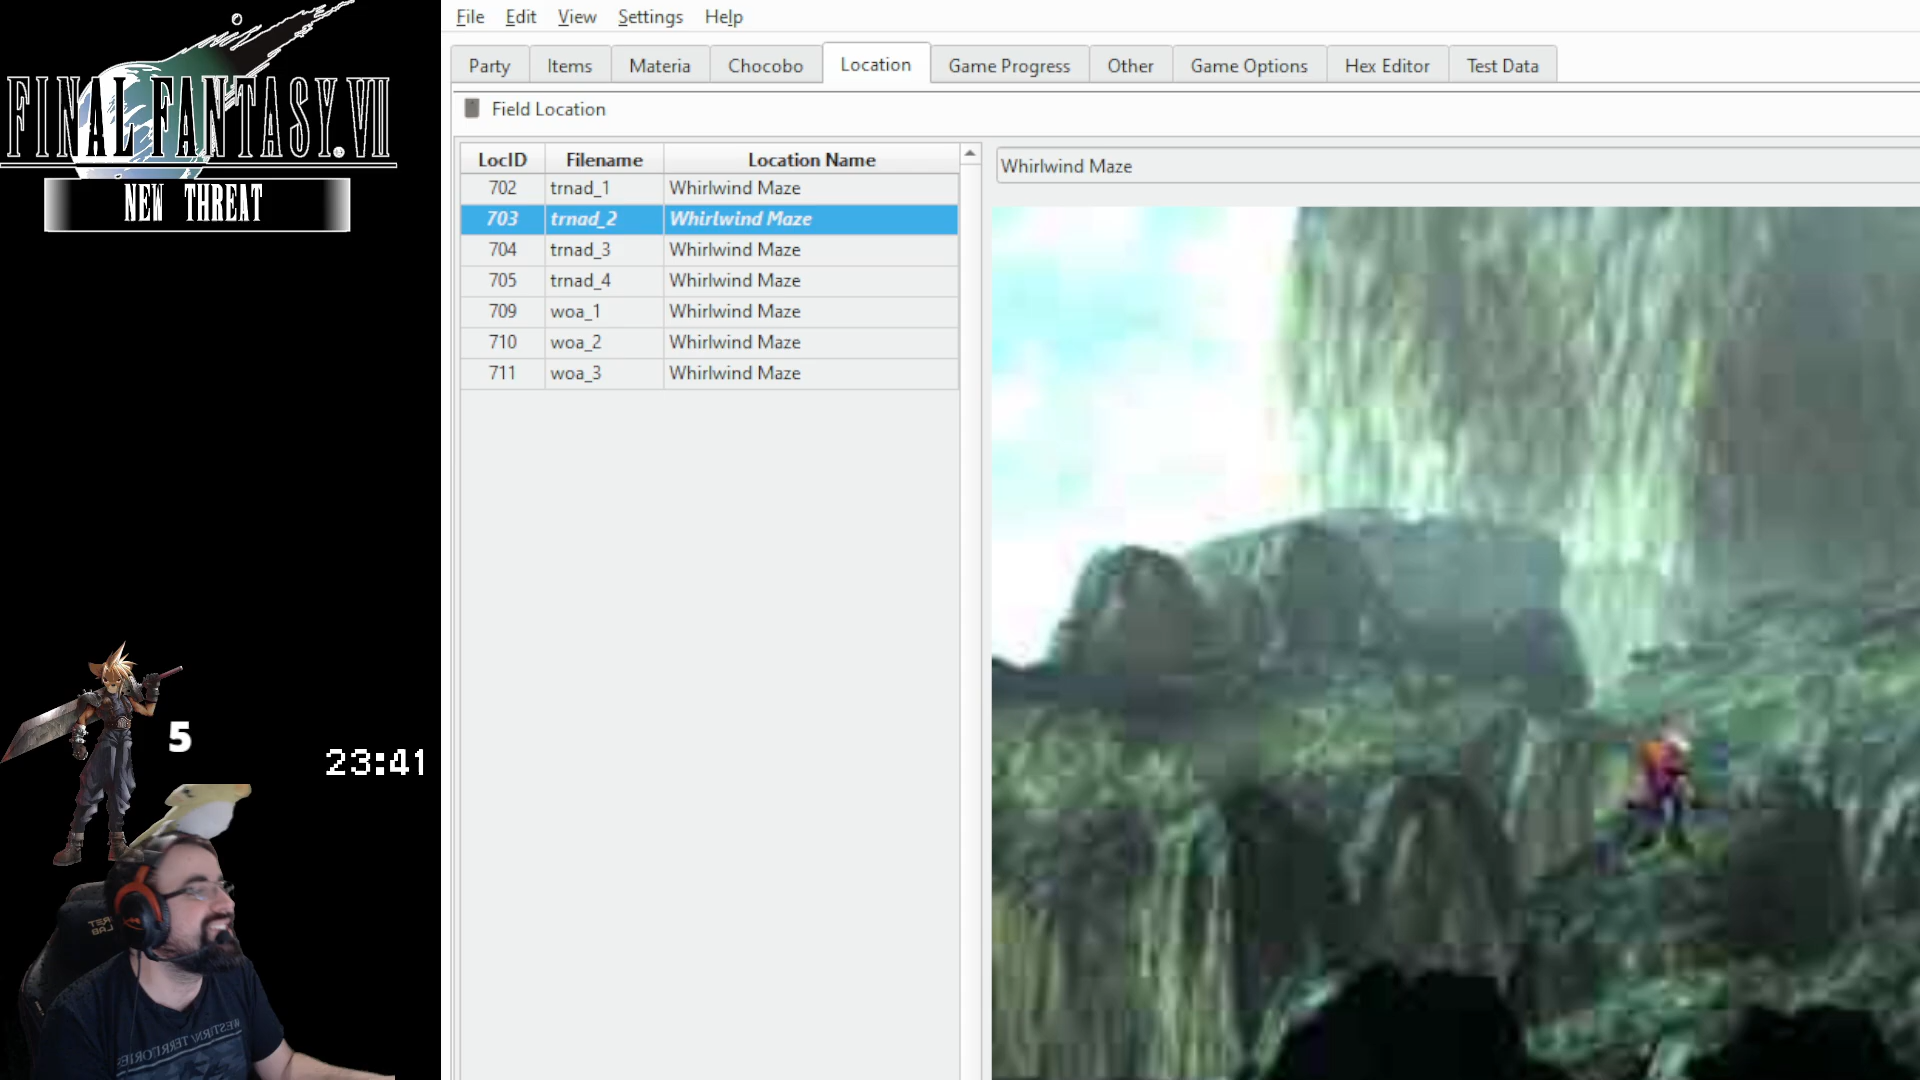 FINAL FANTASY.VII
NEW THREAT
5
23:41
WESTERN TERRITORIES
File Edit View Settings Help
Party Items Materia Chocobo Location Game Progress Other Game Options Hex Editor Test Data
Field Location
LocID Filename Location Name
702 trnad_1 Whirlwind Maze
703 trnad_2 Whirlwind Maze
704 trnad_3 Whirlwind Maze
705 trnad_4 Whirlwind Maze
709 woa_1 Whirlwind Maze
710 woa_2 Whirlwind Maze
711 woa_3 Whirlwind Maze
Whirlwind Maze